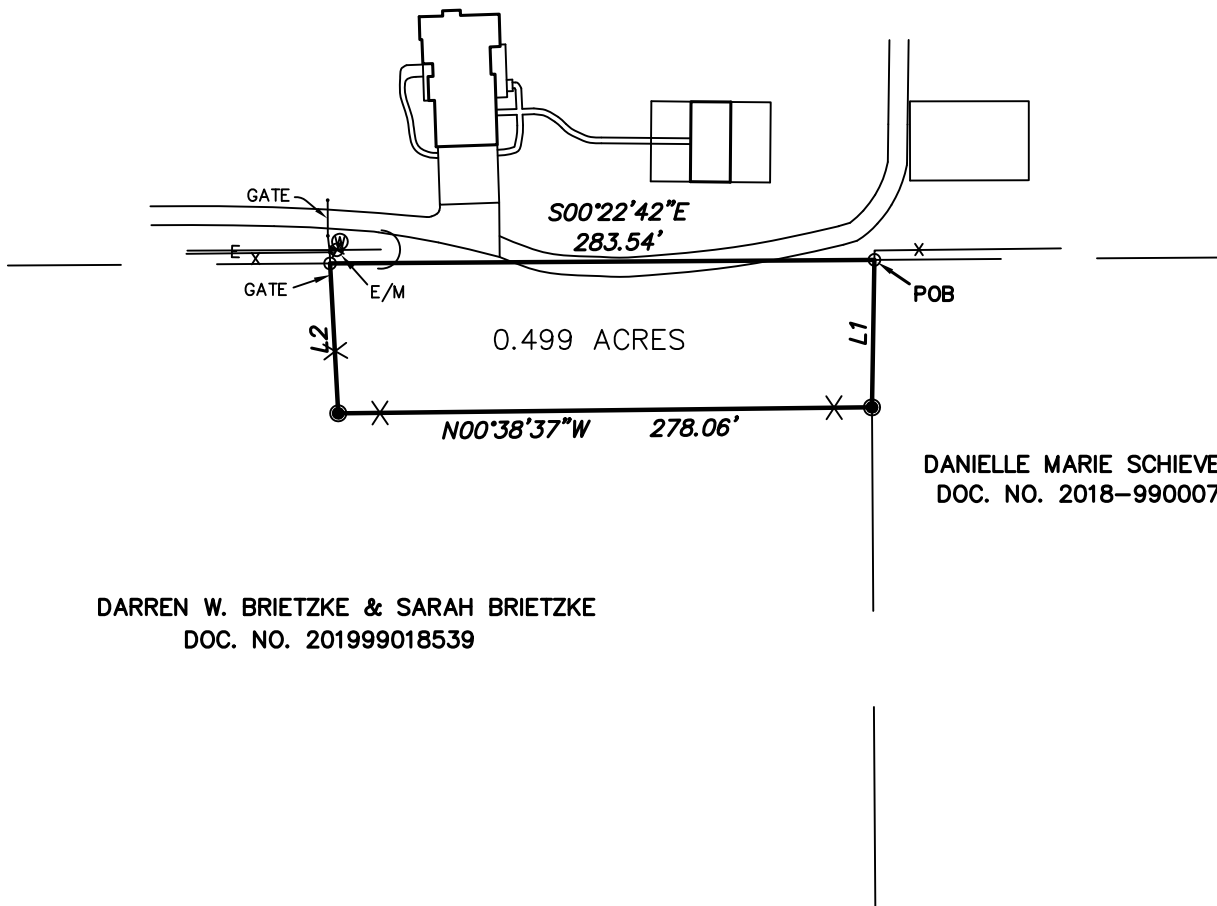 GATE
S00°22'42"E
283.54'
W
E
X
X
GATE
E/M
POB
L2
0.499 ACRES
L1
N00°38'37"W 278.06'
DANIELLE MARIE SCHIEVE
DOC. NO. 2018-990007
DARREN W. BRIETZKE & SARAH BRIETZKE
DOC. NO. 201999018539